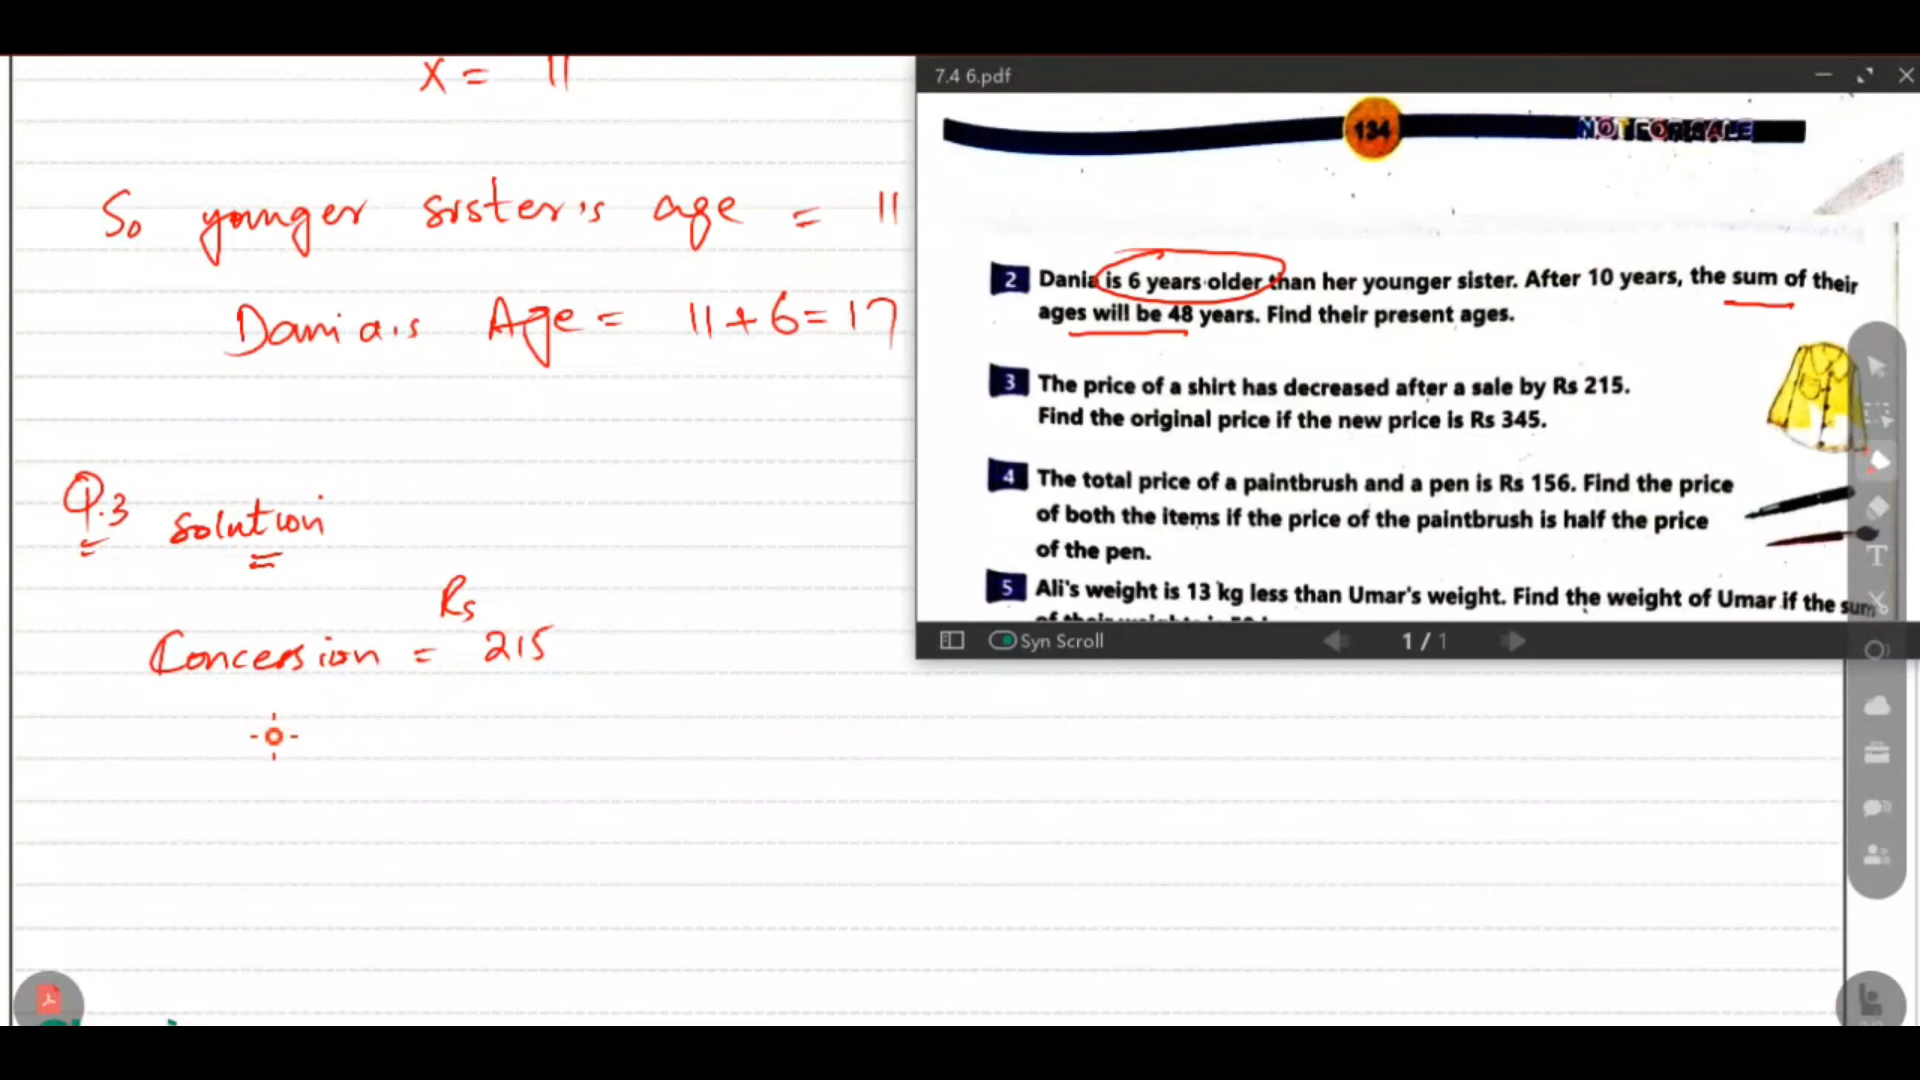 x = 11
So younger sister's age = 11
Dania's Age = 11+6=17
Q.3 solution
Rs
Concession = 215
7.4 6.pdf
134
NOT FOR SALE
2 Dania is 6 years older than her younger sister. After 10 years, the sum of their
ages will be 48 years. Find their present ages.
3 The price of a shirt has decreased after a sale by Rs 215.
Find the original price if the new price is Rs 345.
4 The total price of a paintbrush and a pen is Rs 156. Find the price
of both the items if the price of the paintbrush is half the price
of the pen.
5 Ali's weight is 13 kg less than Umar's weight. Find the weight of Umar if the sum
Syn Scroll
1 / 1
T